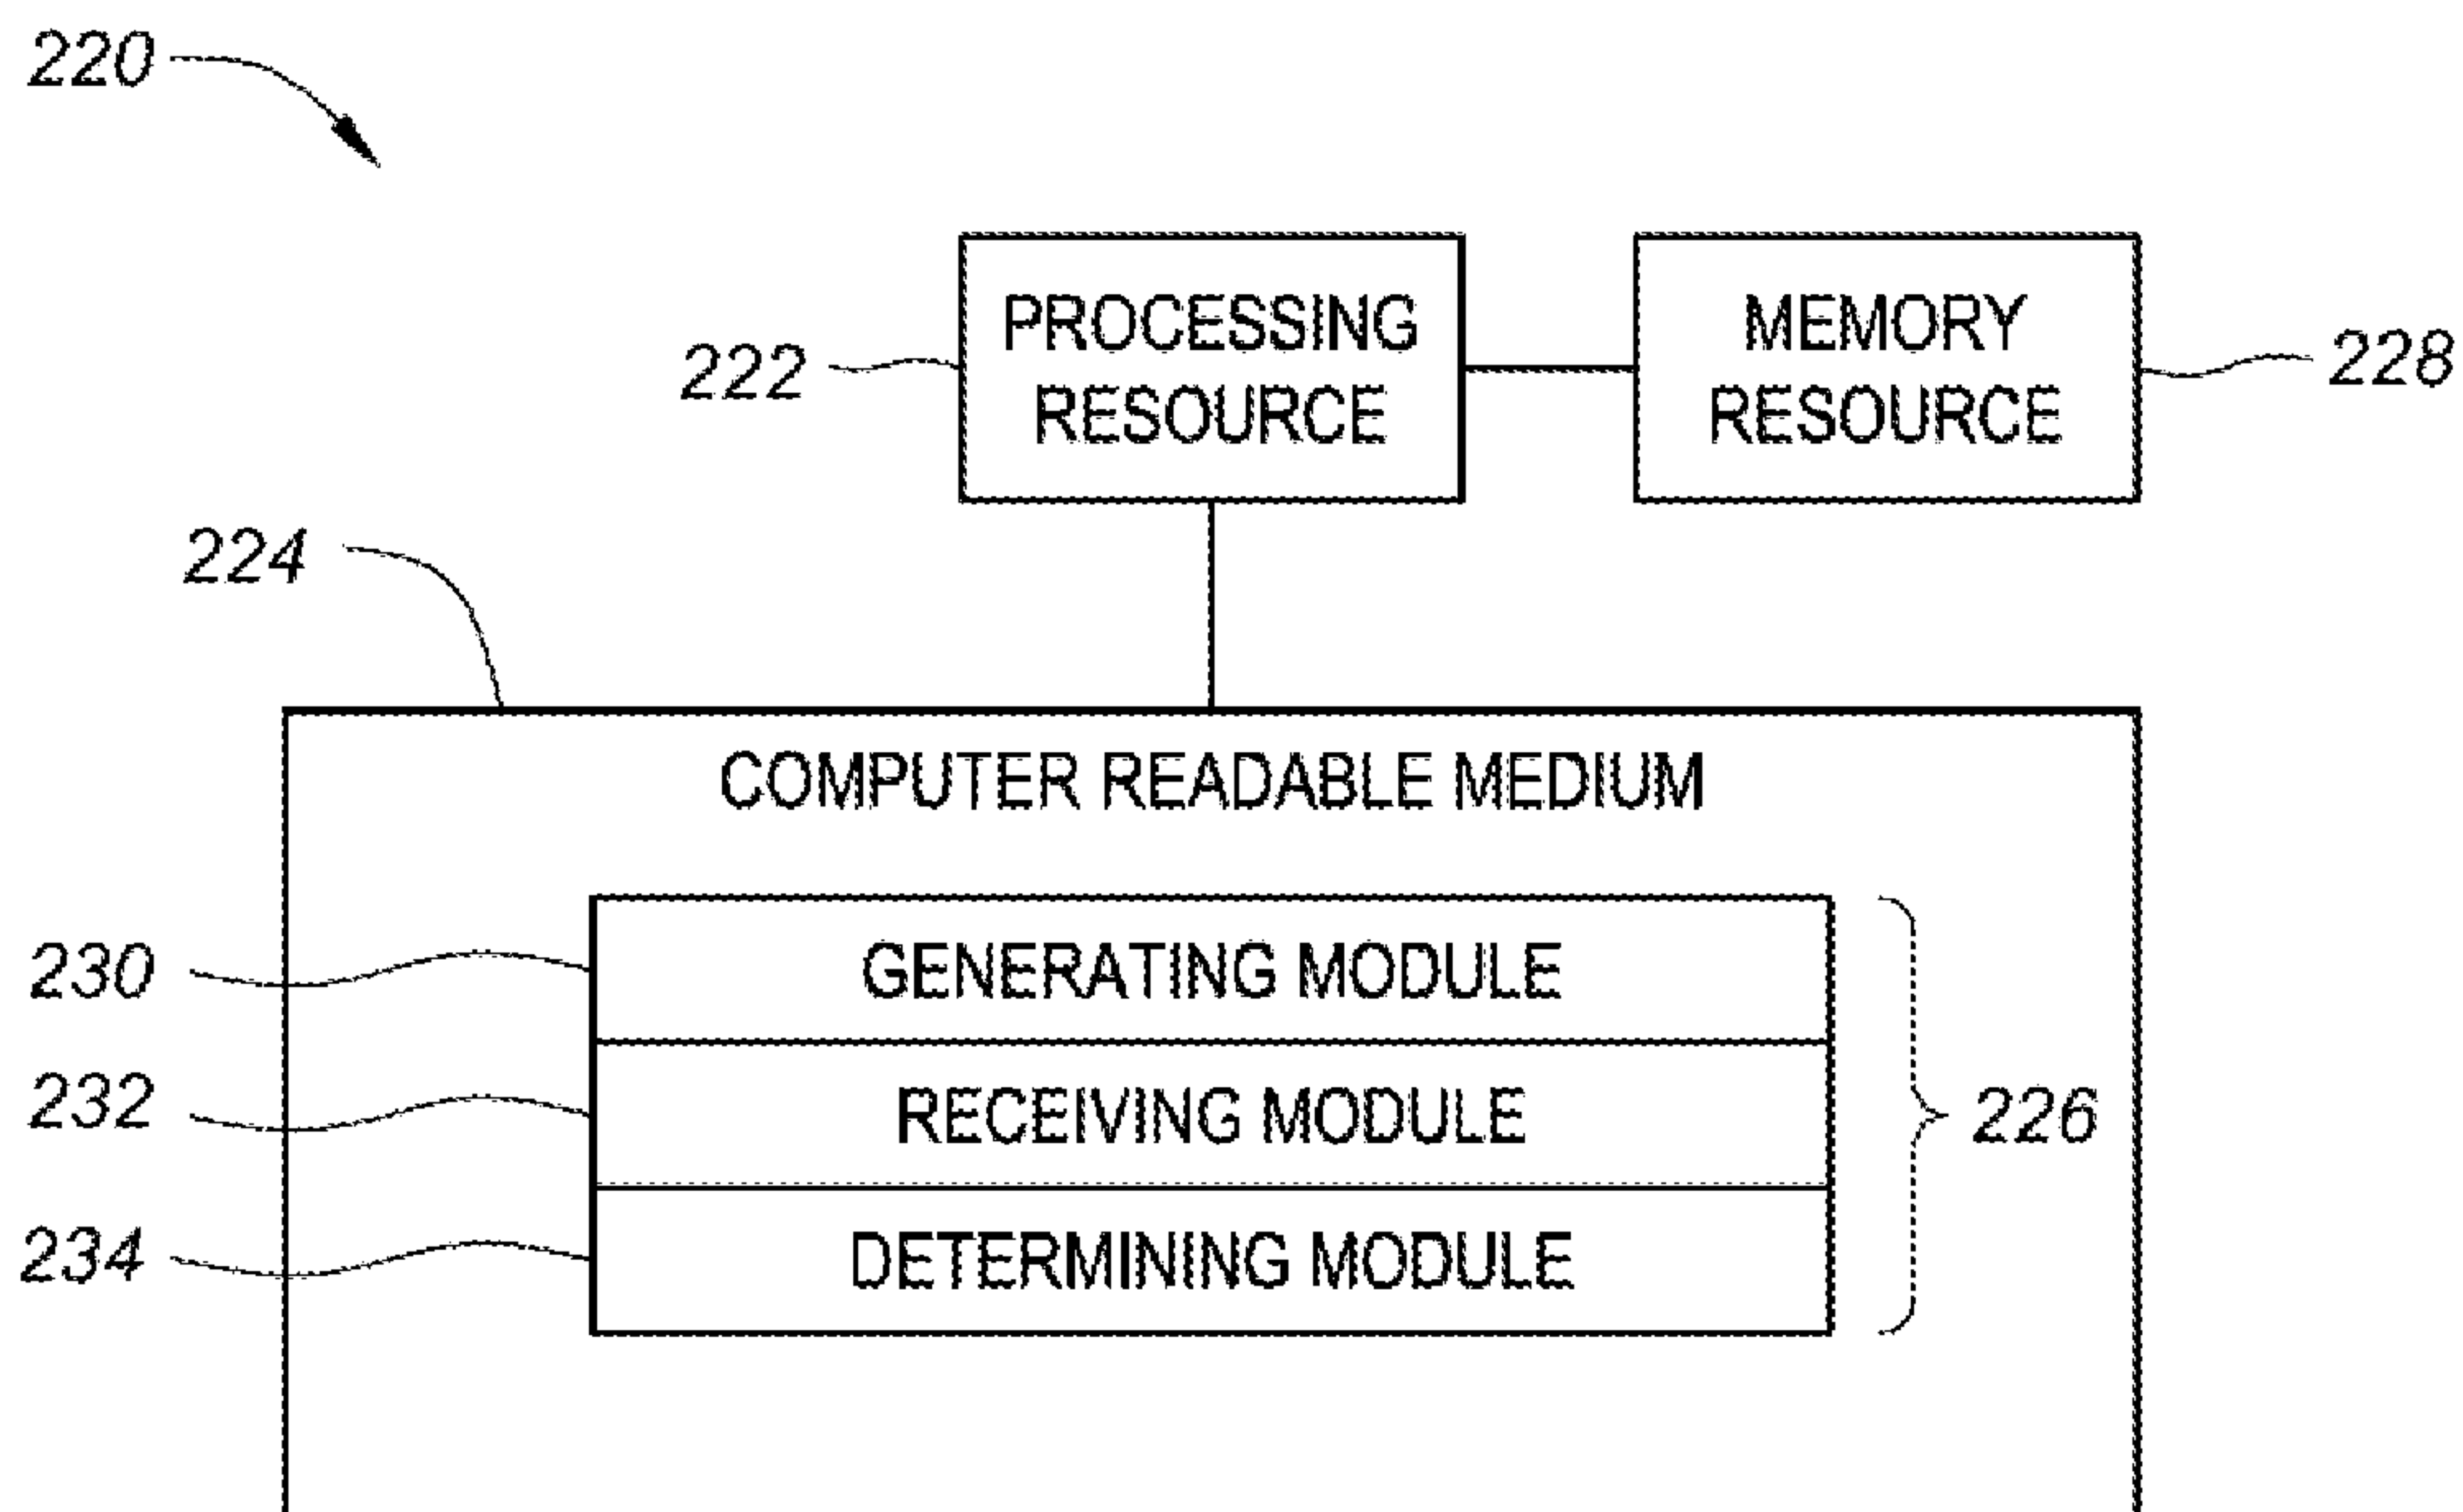 220
PROCESSING
RESOURCE
MEMORY
RESOURCE
222
228
224
COMPUTER READABLE MEDIUM
230
GENERATING MODULE
232
RECEIVING MODULE
226
234
DETERMINING MODULE